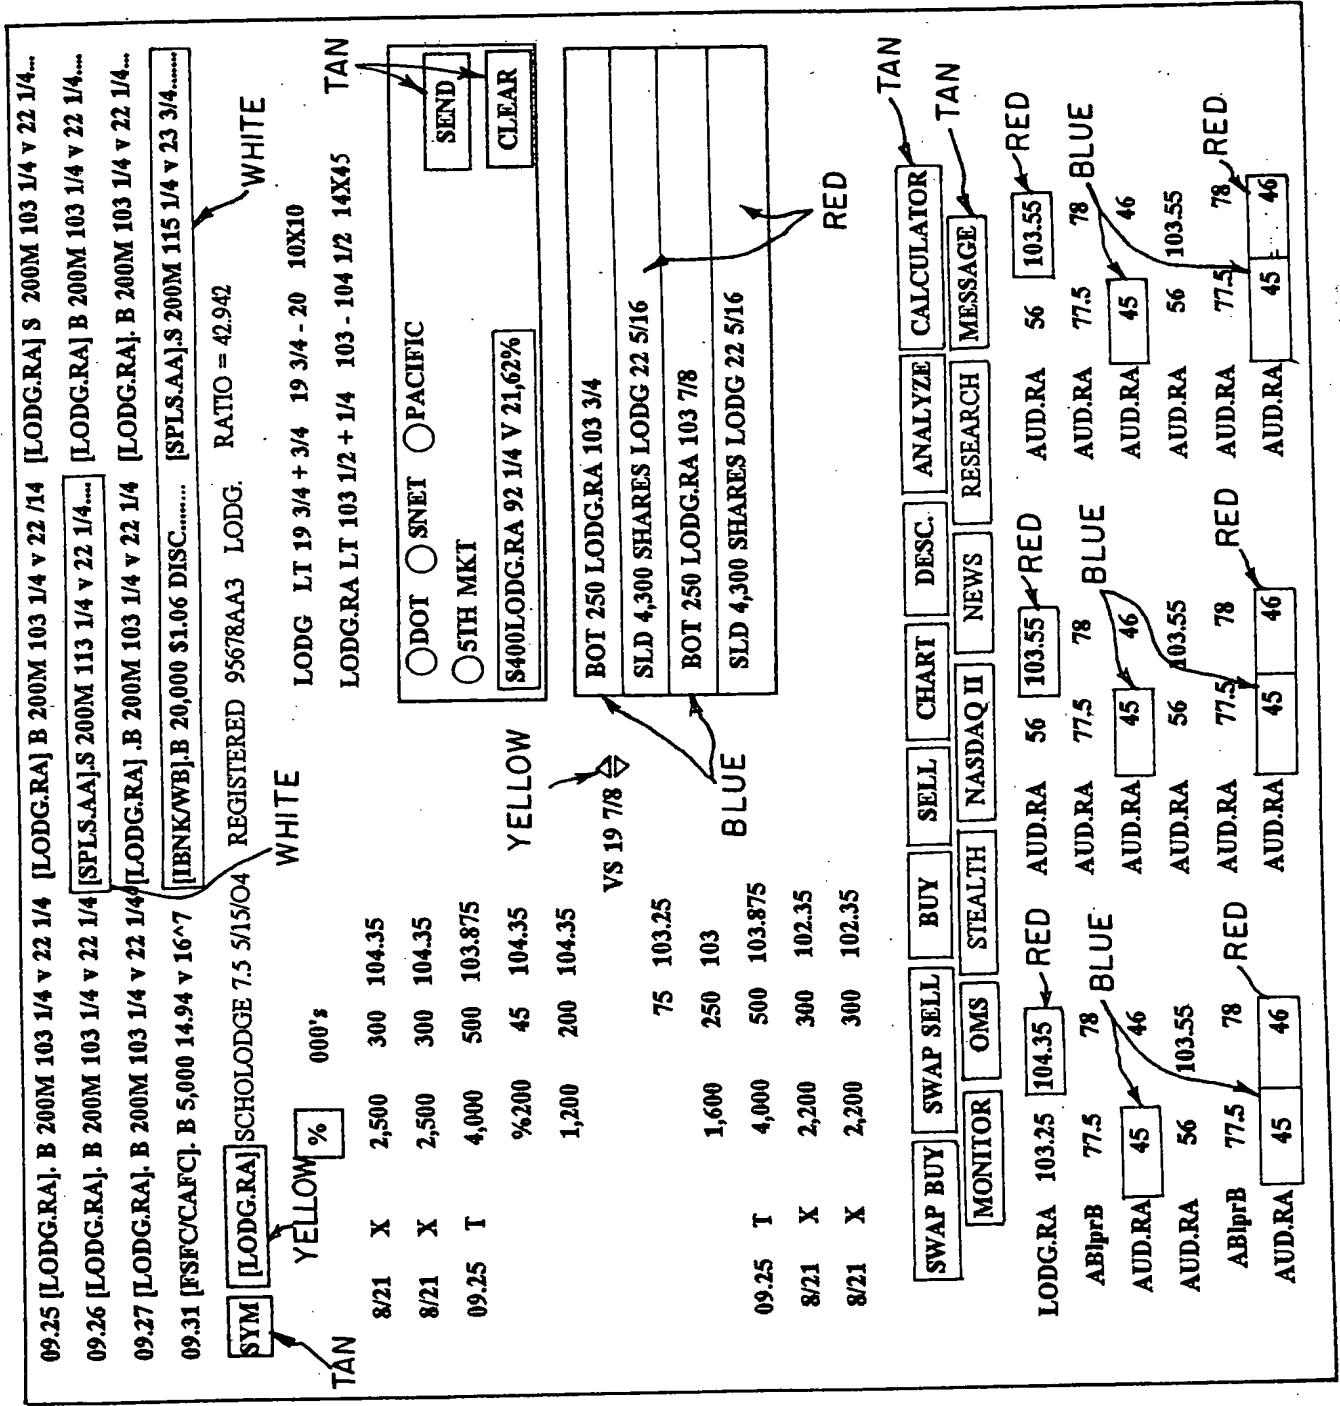 09.25 [LODG.RA]. B 200M 103 1/4 v 22 1/4 [LODG.RA] B 200M 103 1/4 v 22 /14 [LODG.RA] S 200M 103 1/4 v 22 1/4...
09.26 [LODG.RA]. B 200M 103 1/4 v 22 1/4 [SPLS.AA].S 200M 113 1/4 v 22 1/4.... [LODG.RA] B 200M 103 1/4 v 22 1/4....
09.27 [LODG.RA]. B 200M 103 1/4 v 22 1/4 [LODG.RA] .B 200M 103 1/4 v 22 1/4 [LODG.RA]. B 200M 103 1/4 v 22 1/4...
09.31 [FSFC/CAFC]. B 5,000 14.94 v 16^7 [IBNK/WB].B 20,000 $1.06 DISC....... [SPLS.AA].S 200M 115 1/4 v 23 3/4.......
SYM [LODG.RA] SCHOLODGE 7.5 5/15/04 REGISTERED 95678AA3 LODG. RATIO = 42.942
WHITE
WHITE
TAN
YELLOW
% 000's
LODG LT 19 3/4 + 3/4 19 3/4 - 20 10X10
LODG.RA LT 103 1/2 + 1/4 103 - 104 1/2 14X45
TAN
8/21 X 2,500 300 104.35
8/21 X 2,500 300 104.35
09.25 T 4,000 500 103.875
%200 45 104.35
1,200 200 104.35
YELLOW
VS 19 7/8
DOT SNET PACIFIC
5TH MKT
SEND
CLEAR
S400LODG.RA 92 1/4 V 21,62%
BOT 250 LODG.RA 103 3/4
SLD 4,300 SHARES LODG 22 5/16
BOT 250 LODG.RA 103 7/8
SLD 4,300 SHARES LODG 22 5/16
BLUE
RED
75 103.25
1,600 250 103
09.25 T 4,000 500 103.875
8/21 X 2,200 300 102.35
8/21 X 2,200 300 102.35
TAN
SWAP BUY SWAP SELL BUY SELL CHART DESC. ANALYZE CALCULATOR
MONITOR OMS STEALTH NASDAQ II NEWS RESEARCH MESSAGE
TAN
LODG.RA 103.25 104.35 RED AUD.RA 56 103.55 RED AUD.RA 56 103.55 RED
ABlprB 77.5 78 BLUE AUD.RA 77.5 78 BLUE AUD.RA 77.5 78 BLUE
AUD.RA 45 46 AUD.RA 45 46 AUD.RA 45 46
AUD.RA 56 103.55 AUD.RA 56 103.55 AUD.RA 56 103.55
ABlprB 77.5 78 RED AUD.RA 77.5 78 RED AUD.RA 77.5 78 RED
AUD.RA 45 46 AUD.RA 45 46 AUD.RA 45 46